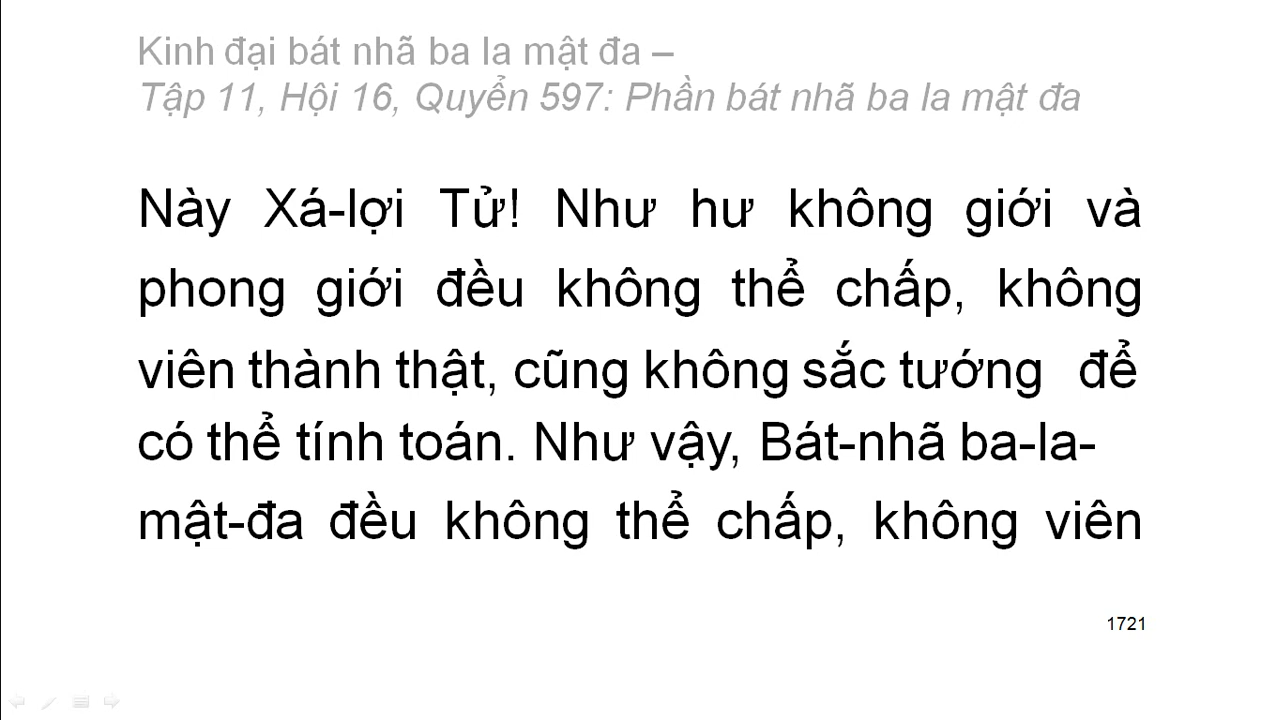 Kinh đại bát nhã ba la mật đa –
Tập 11, Hội 16, Quyển 597: Phần bát nhã ba la mật đa
Này Xá-lợi Tử! Như hư không giới và
phong giới đều không thể chấp, không
viên thành thật, cũng không sắc tướng để
có thể tính toán. Như vậy, Bát-nhã ba-la-
mật-đa đều không thể chấp, không viên
1721